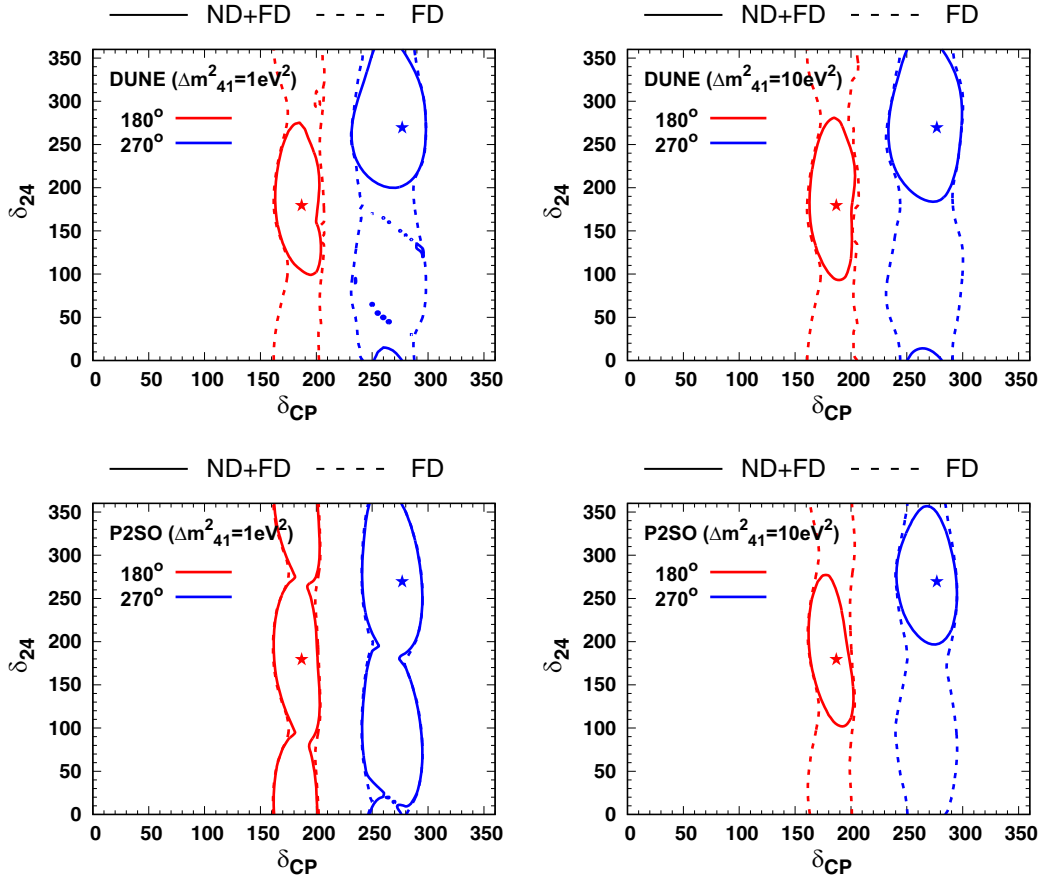 ND+FD FD
DUNE (Δm²₄₁=1eV²)
180°
270°
350
300
250
200
150
100
50
0
δ₂₄
0 50 100 150 200 250 300 350
δCP
ND+FD FD
DUNE (Δm²₄₁=10eV²)
180°
270°
350
300
250
200
150
100
50
0
δ₂₄
0 50 100 150 200 250 300 350
δCP
ND+FD FD
P2SO (Δm²₄₁=1eV²)
180°
270°
350
300
250
200
150
100
50
0
δ₂₄
0 50 100 150 200 250 300 350
δCP
ND+FD FD
P2SO (Δm²₄₁=10eV²)
180°
270°
350
300
250
200
150
100
50
0
δ₂₄
0 50 100 150 200 250 300 350
δCP